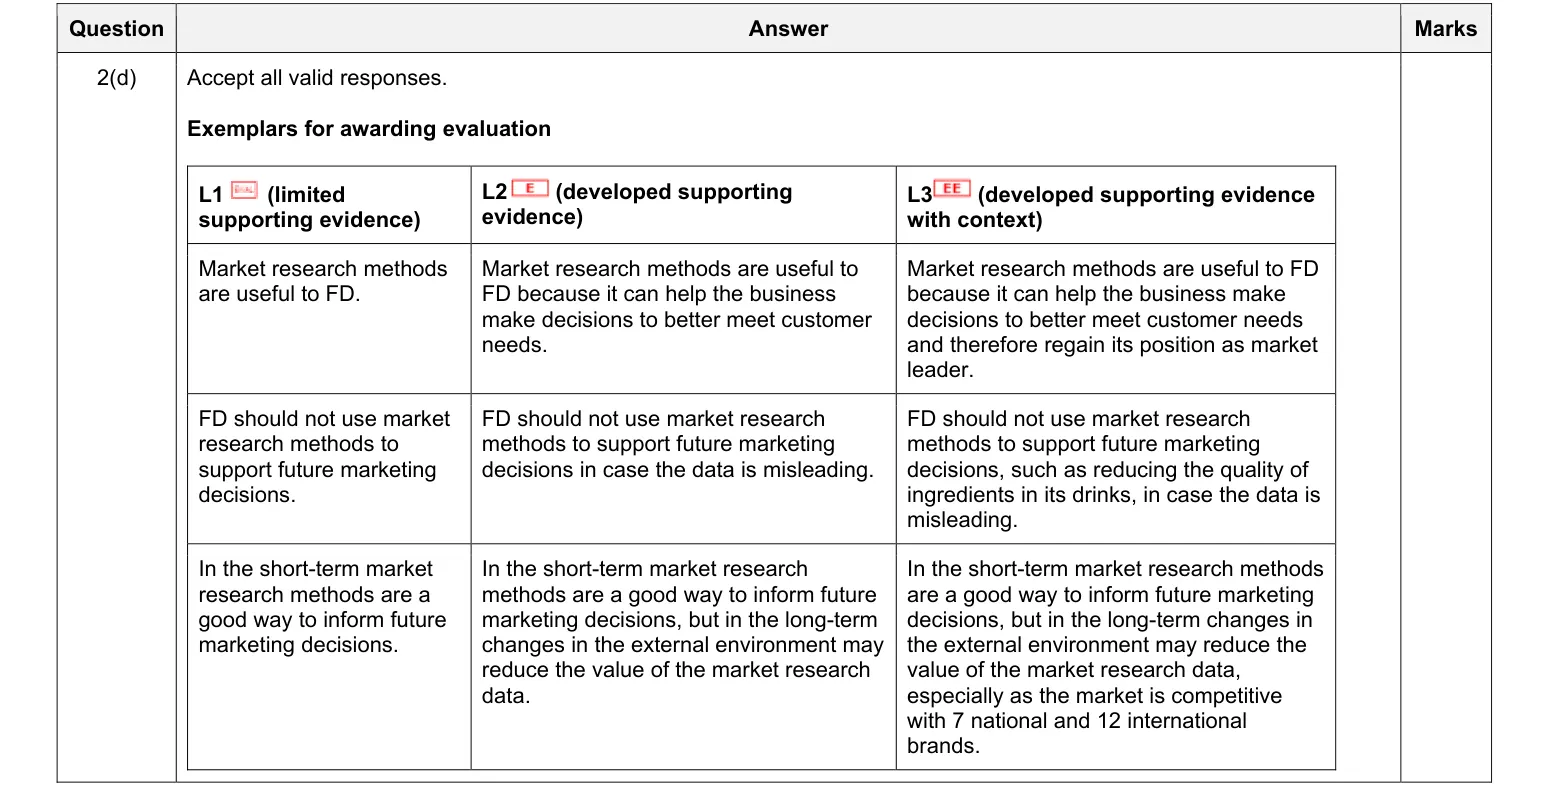 Question Answer Marks
2(d) Accept all valid responses.
Exemplars for awarding evaluation
L1 EVAL (limited
supporting evidence)
L2 E (developed supporting
evidence)
L3 EE (developed supporting evidence
with context)
Market research methods
are useful to FD.
Market research methods are useful to
FD because it can help the business
make decisions to better meet customer
needs.
Market research methods are useful to FD
because it can help the business make
decisions to better meet customer needs
and therefore regain its position as market
leader.
FD should not use market
research methods to
support future marketing
decisions.
FD should not use market research
methods to support future marketing
decisions in case the data is misleading.
FD should not use market research
methods to support future marketing
decisions, such as reducing the quality of
ingredients in its drinks, in case the data is
misleading.
In the short-term market
research methods are a
good way to inform future
marketing decisions.
In the short-term market research
methods are a good way to inform future
marketing decisions, but in the long-term
changes in the external environment may
reduce the value of the market research
data.
In the short-term market research methods
are a good way to inform future marketing
decisions, but in the long-term changes in
the external environment may reduce the
value of the market research data,
especially as the market is competitive
with 7 national and 12 international
brands.